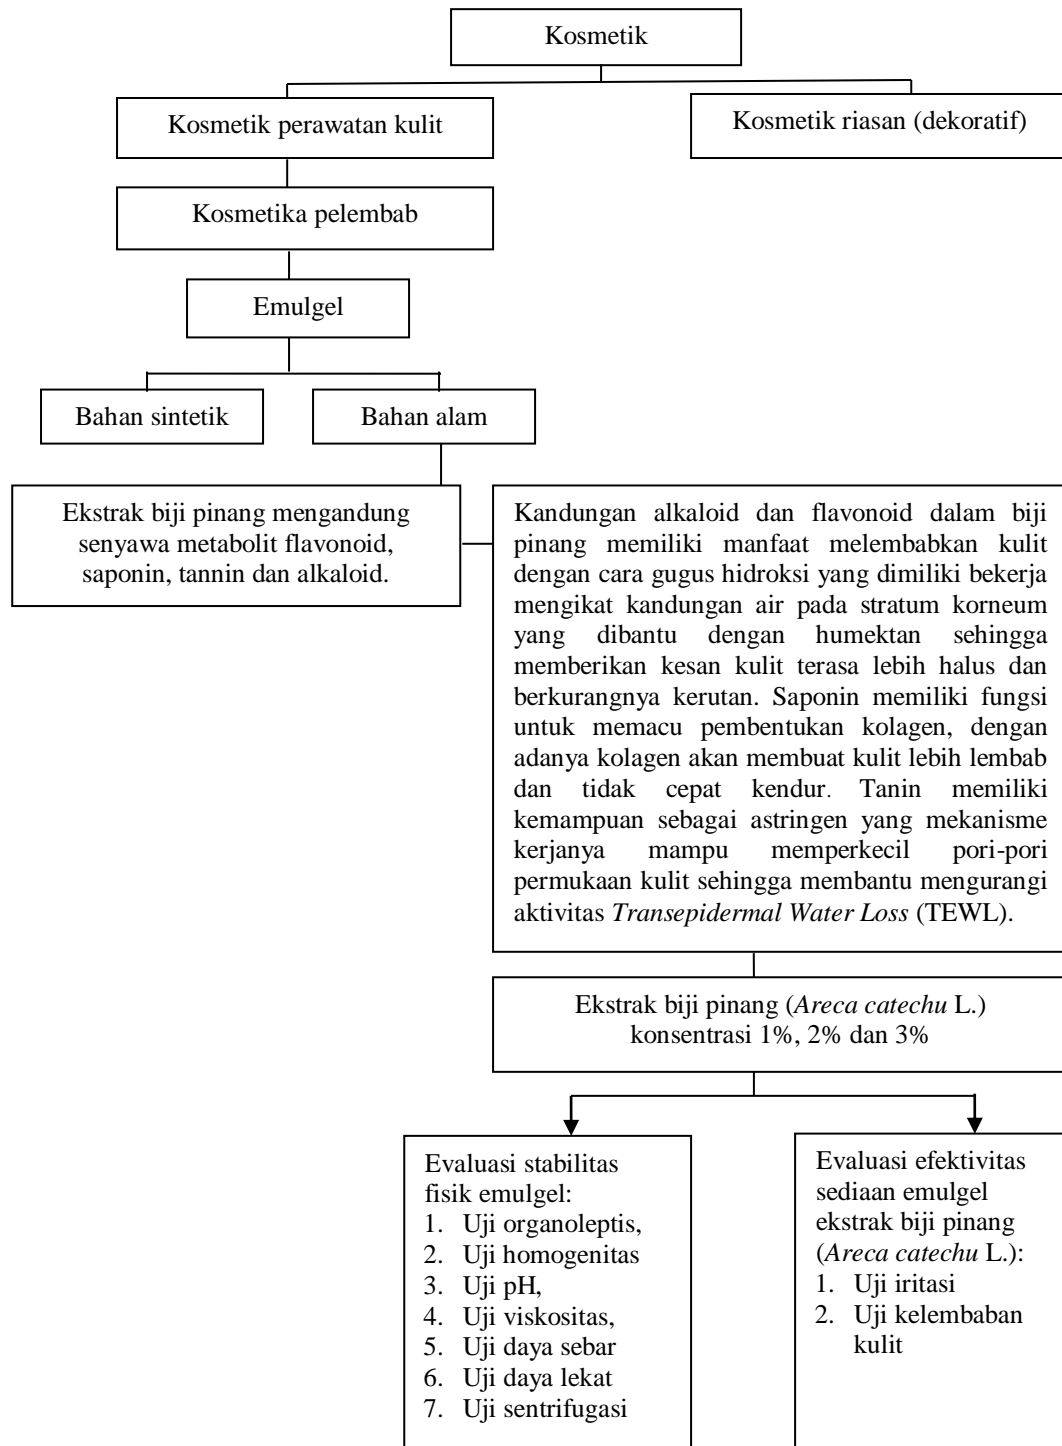 Kosmetik
Kosmetik perawatan kulit
Kosmetik riasan (dekoratif)
Kosmetika pelembab
Emulgel
Bahan sintetik
Bahan alam
Ekstrak biji pinang mengandung
senyawa metabolit flavonoid,
saponin, tannin dan alkaloid.
Kandungan alkaloid dan flavonoid dalam biji
pinang memiliki manfaat melembabkan kulit
dengan cara gugus hidroksi yang dimiliki bekerja
mengikat kandungan air pada stratum korneum
yang dibantu dengan humektan sehingga
memberikan kesan kulit terasa lebih halus dan
berkurangnya kerutan. Saponin memiliki fungsi
untuk memacu pembentukan kolagen, dengan
adanya kolagen akan membuat kulit lebih lembab
dan tidak cepat kendur. Tanin memiliki
kemampuan sebagai astringen yang mekanisme
kerjanya mampu memperkecil pori-pori
permukaan kulit sehingga membantu mengurangi
aktivitas Transepidermal Water Loss (TEWL).
Ekstrak biji pinang (Areca catechu L.)
konsentrasi 1%, 2% dan 3%
Evaluasi stabilitas
fisik emulgel:
1. Uji organoleptis,
2. Uji homogenitas
3. Uji pH,
4. Uji viskositas,
5. Uji daya sebar
6. Uji daya lekat
7. Uji sentrifugasi
Evaluasi efektivitas
sediaan emulgel
ekstrak biji pinang
(Areca catechu L.):
1. Uji iritasi
2. Uji kelembaban
kulit